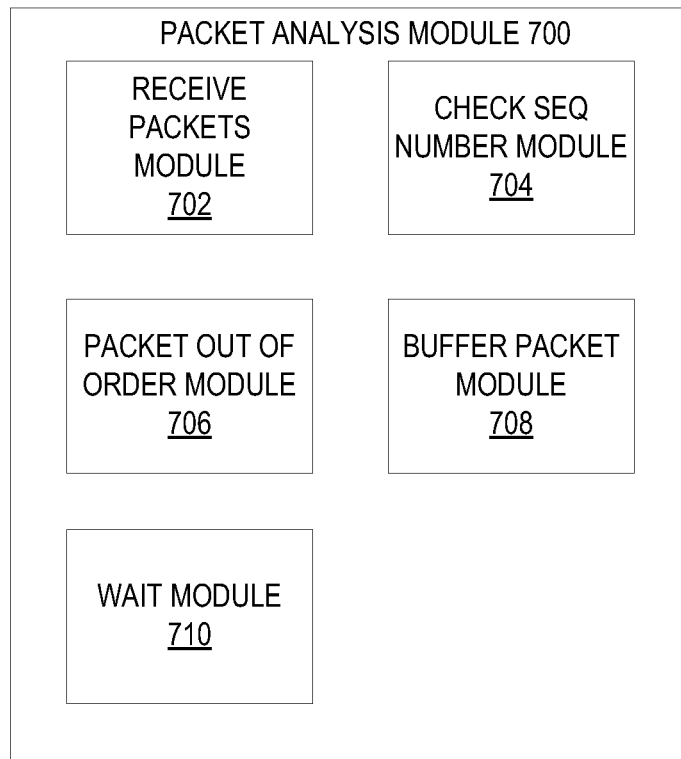 PACKET ANALYSIS MODULE 700
RECEIVE
PACKETS
MODULE
702
CHECK SEQ
NUMBER MODULE
704
PACKET OUT OF
ORDER MODULE
706
BUFFER PACKET
MODULE
708
WAIT MODULE
710